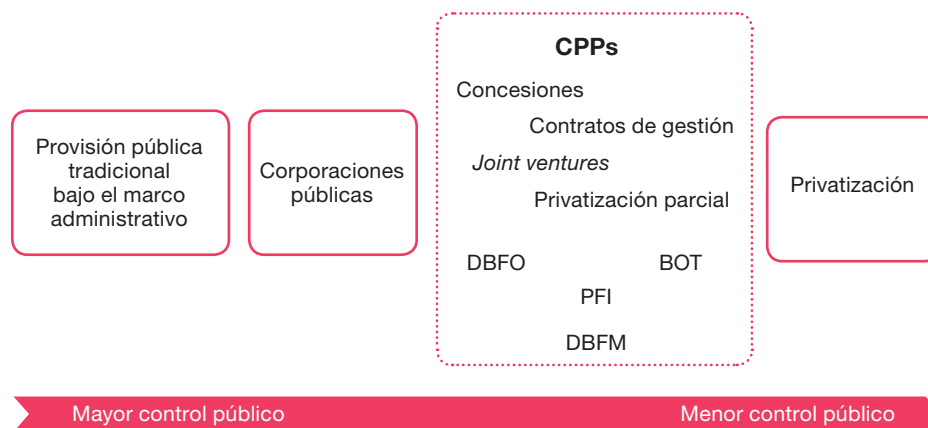 Provisión pública
tradicional
bajo el marco
administrativo
Corporaciones
públicas
CPPs
Concesiones
Contratos de gestión
Joint ventures
Privatización parcial
DBFO
BOT
PFI
DBFM
Privatización
Mayor control público
Menor control público